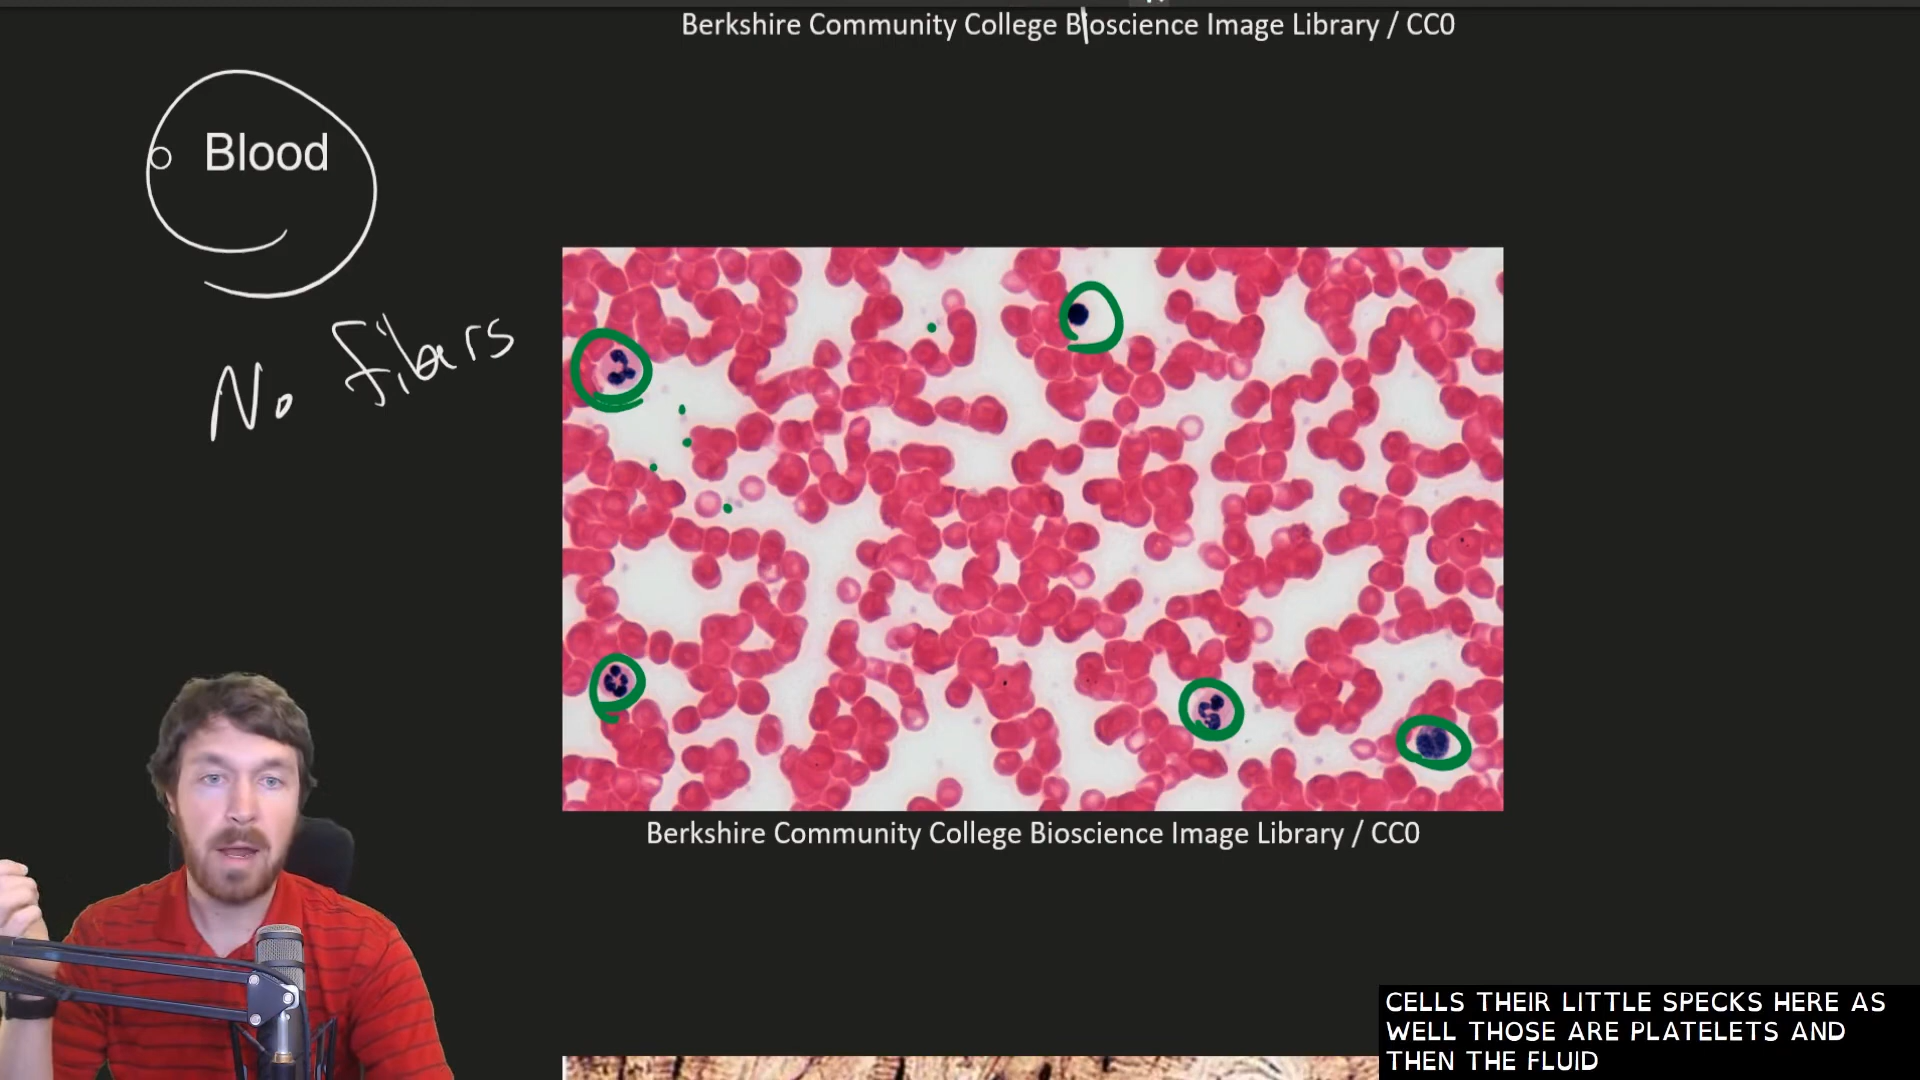 Berkshire Community College Bioscience Image Library / CC0
Blood
No Fibers
Berkshire Community College Bioscience Image Library / CC0
CELLS THEIR LITTLE SPECKS HERE AS
WELL THOSE ARE PLATELETS AND
THEN THE FLUID